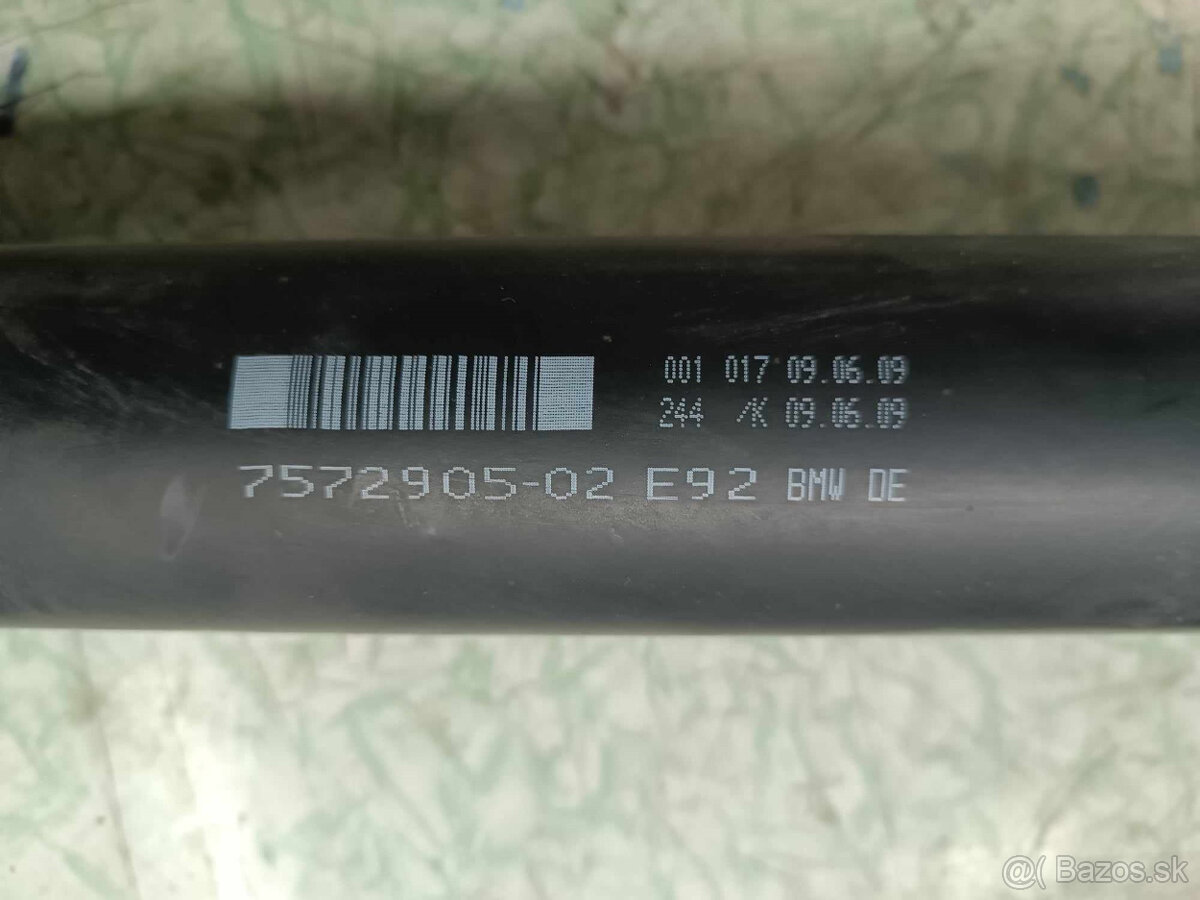 001 017 09.06.09
244 /K 09.06.09
7572905-02 E92 BMW DE
@( Bazos.sk